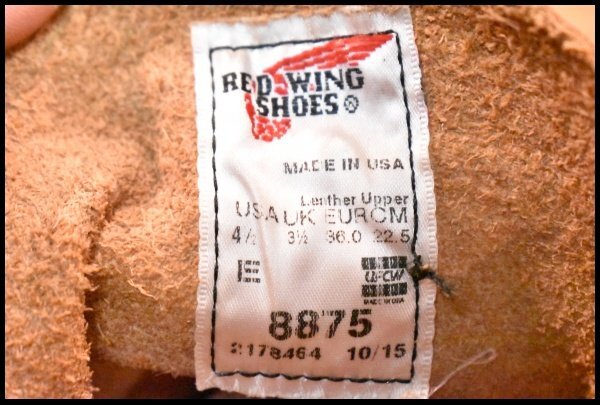 RED WING
SHOES®
MADE IN USA
Leather Upper
USA UK EUR CM
4½ 3½ 36.0 22.5
E UFCW
MADE IN USA
8875
2178464 10/15